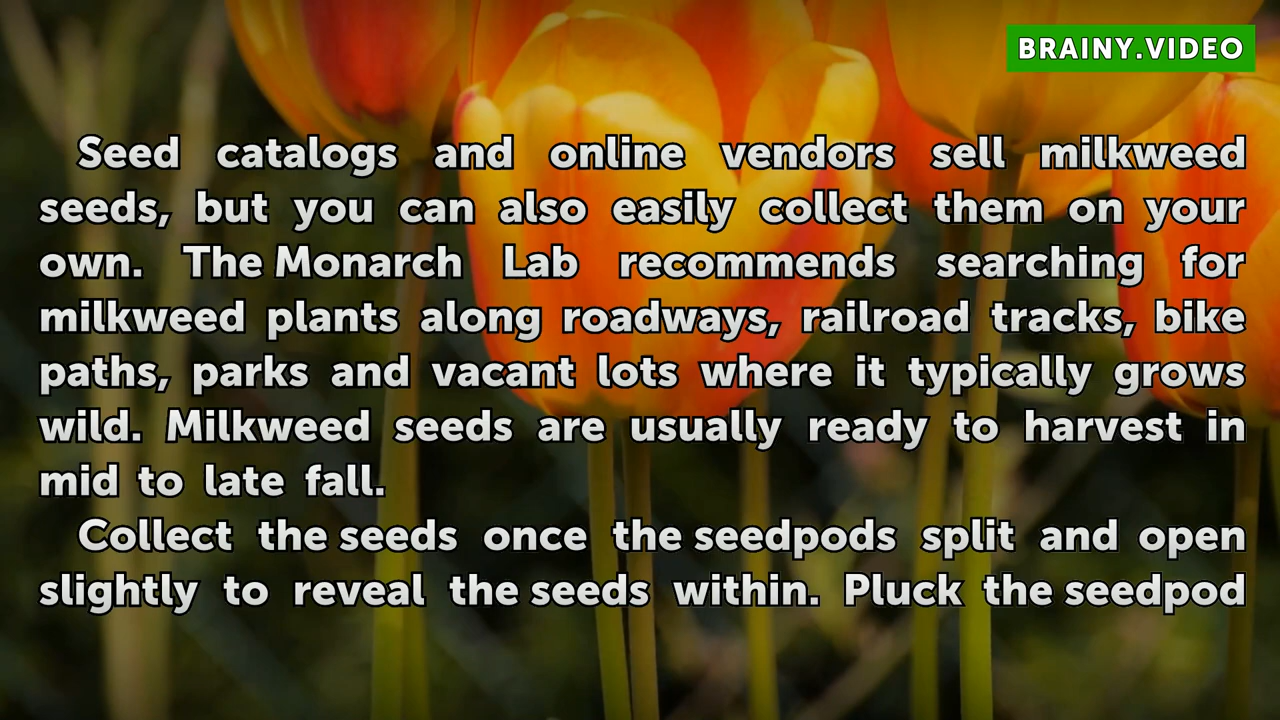 BRAINY.VIDEO
Seed catalogs and online vendors sell milkweed
seeds, but you can also easily collect them on your
own. The Monarch Lab recommends searching for
milkweed plants along roadways, railroad tracks, bike
paths, parks and vacant lots where it typically grows
wild. Milkweed seeds are usually ready to harvest in
mid to late fall.
Collect the seeds once the seedpods split and open
slightly to reveal the seeds within. Pluck the seedpod